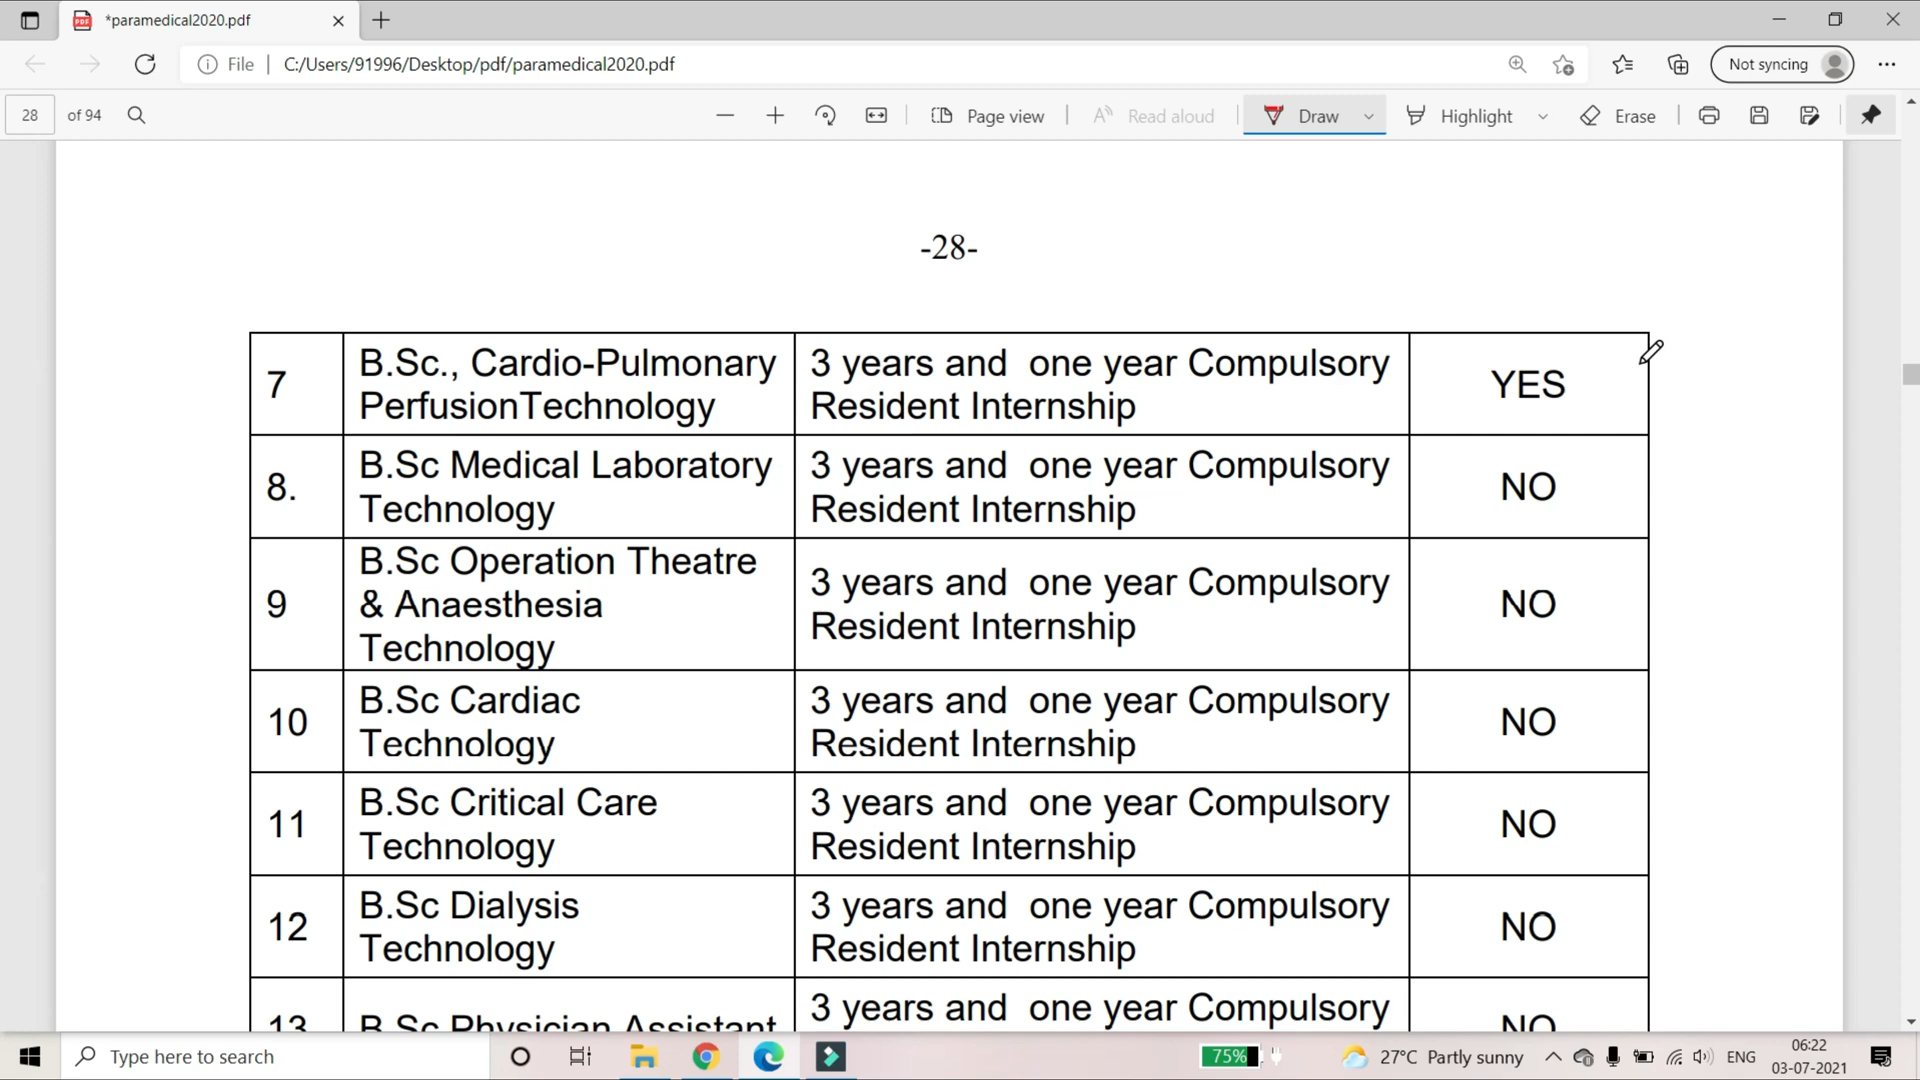 *paramedical2020.pdf
File
C:/Users/91996/Desktop/pdf/paramedical2020.pdf
Not syncing
28 of 94
Page view
Read aloud
Draw
Highlight
Erase
-28-
7 B.Sc., Cardio-Pulmonary 3 years and one year Compulsory YES
PerfusionTechnology Resident Internship
8. B.Sc Medical Laboratory 3 years and one year Compulsory NO
Technology Resident Internship
9 B.Sc Operation Theatre 3 years and one year Compulsory NO
& Anaesthesia Resident Internship
Technology
10 B.Sc Cardiac 3 years and one year Compulsory NO
Technology Resident Internship
11 B.Sc Critical Care 3 years and one year Compulsory NO
Technology Resident Internship
12 B.Sc Dialysis 3 years and one year Compulsory NO
Technology Resident Internship
13 B.Sc Physician Assistant 3 years and one year Compulsory NO
Type here to search
75%
27°C Partly sunny
ENG
06:22
03-07-2021